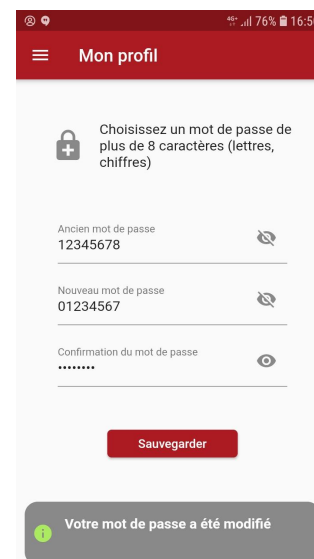 4G+ 76% 16:50
Mon profil
Choisissez un mot de passe de
plus de 8 caractères (lettres,
chiffres)
Ancien mot de passe
12345678
Nouveau mot de passe
01234567
Confirmation du mot de passe
••••••••
Sauvegarder
Votre mot de passe a été modifié